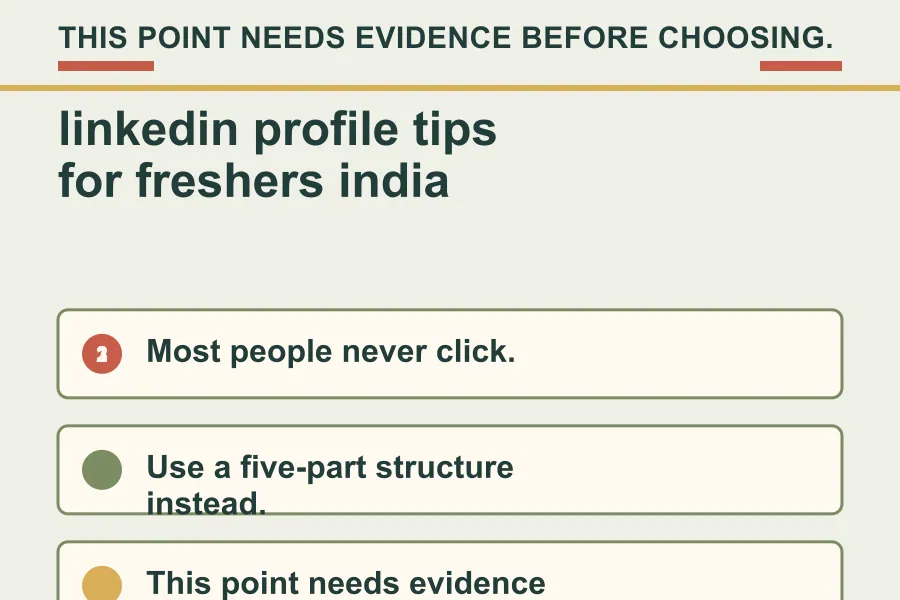 THIS POINT NEEDS EVIDENCE BEFORE CHOOSING.
linkedin profile tips
for freshers india
Most people never click.
Use a five-part structure
instead.
This point needs evidence